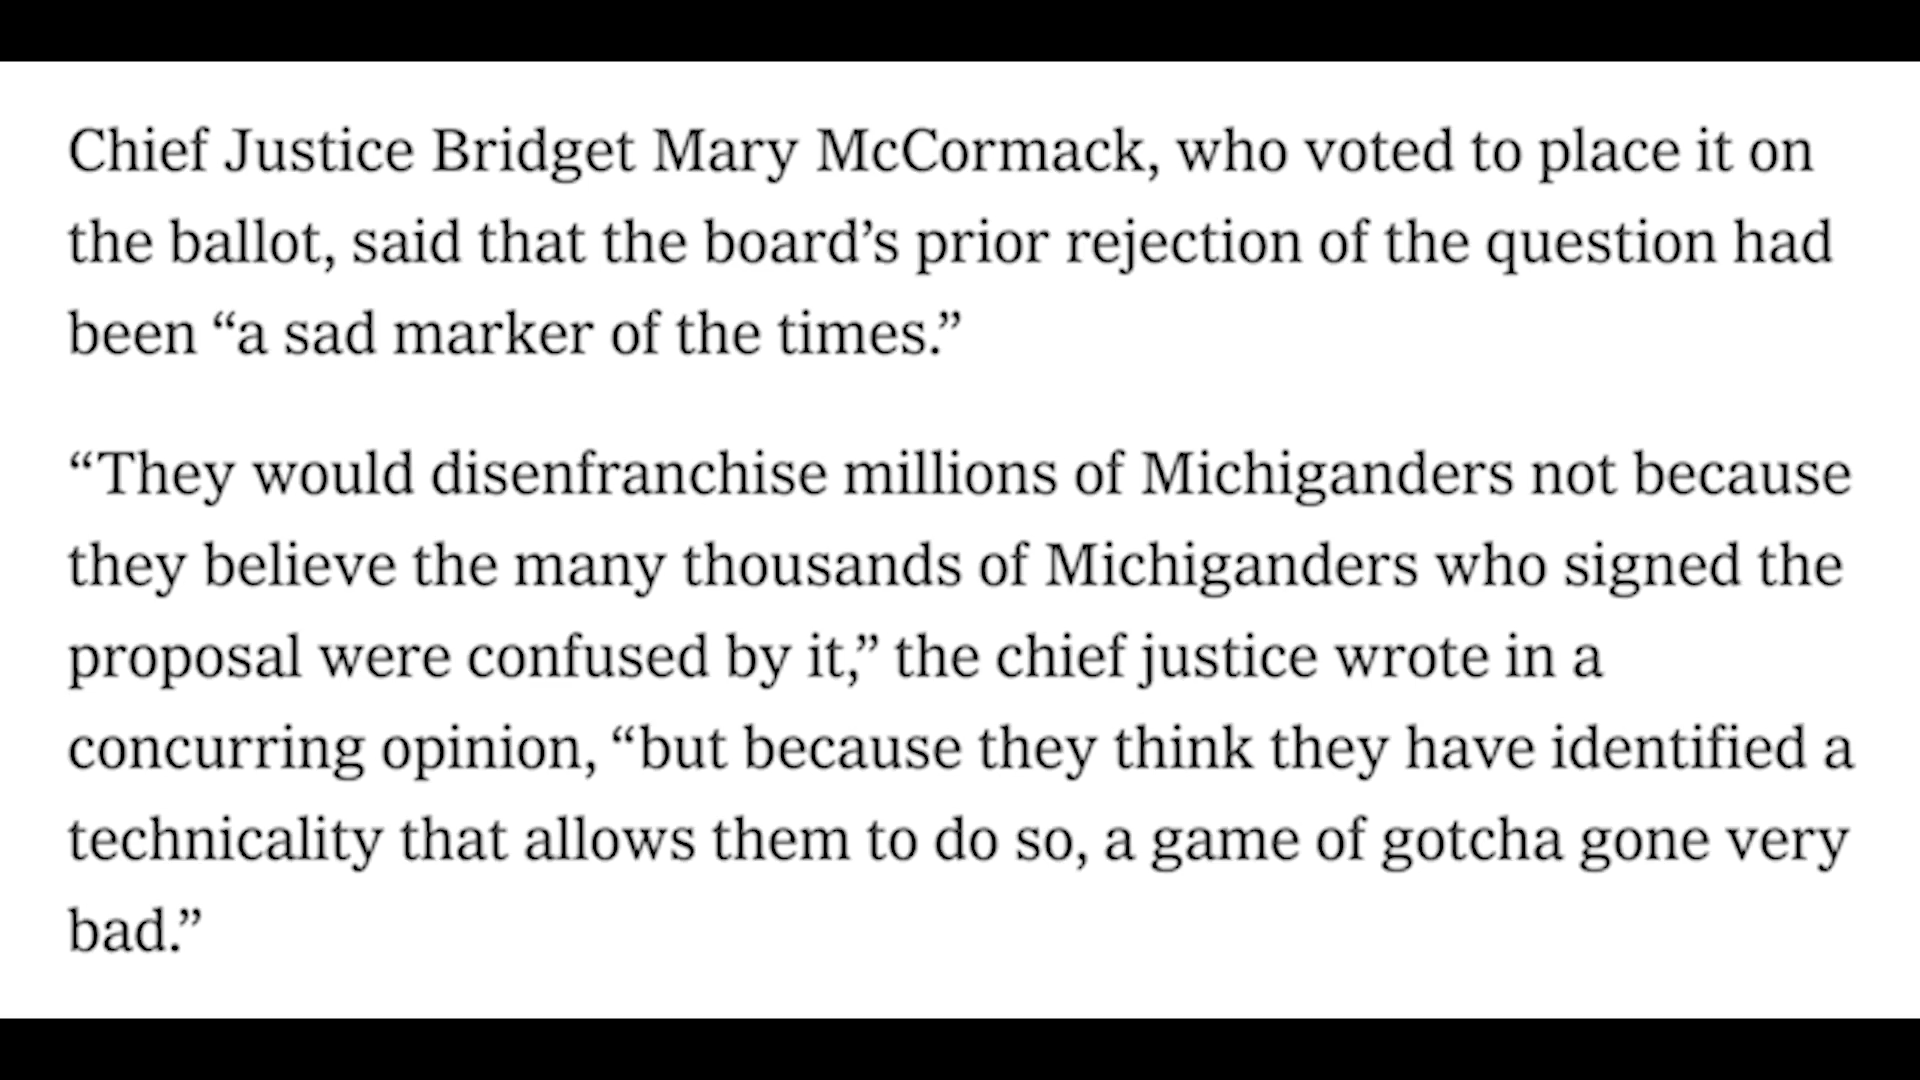 Chief Justice Bridget Mary McCormack, who voted to place it on
the ballot, said that the board’s prior rejection of the question had
been “a sad marker of the times.”
“They would disenfranchise millions of Michiganders not because
they believe the many thousands of Michiganders who signed the
proposal were confused by it,” the chief justice wrote in a
concurring opinion, “but because they think they have identified a
technicality that allows them to do so, a game of gotcha gone very
bad.”